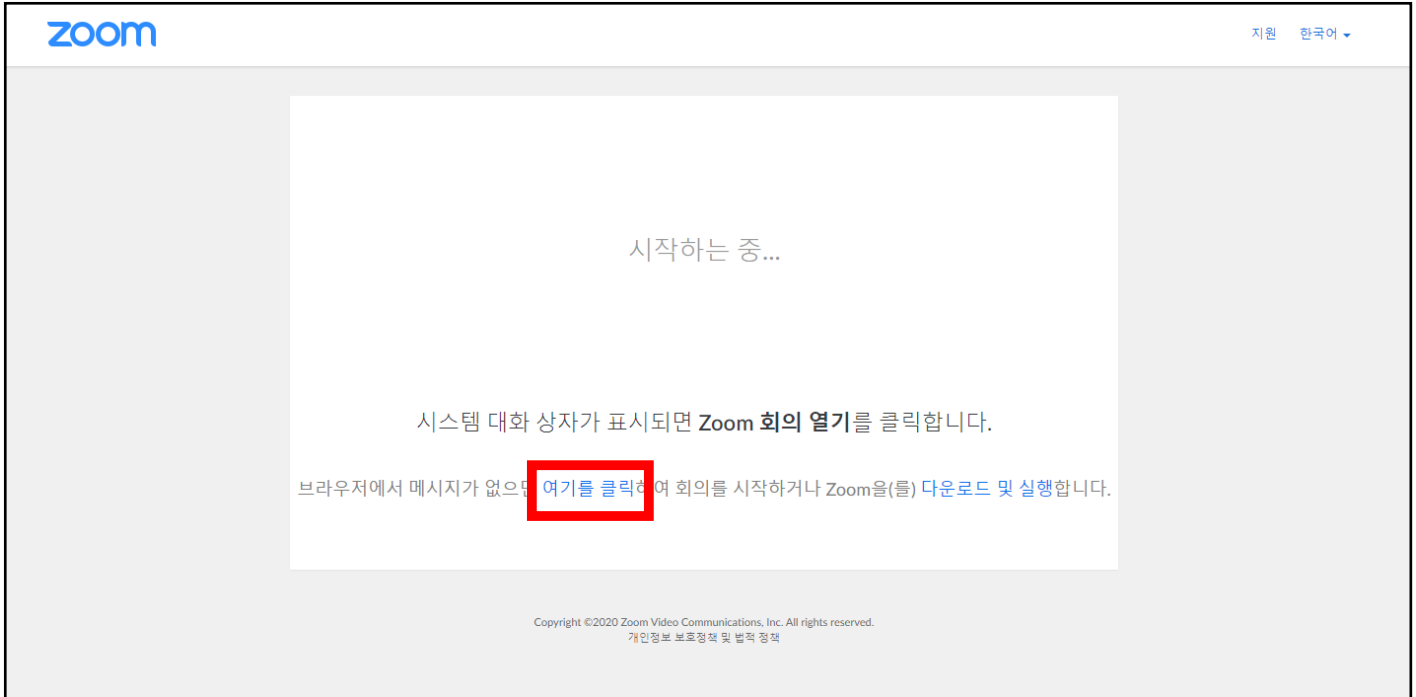 zoom
지원 한국어
시작하는 중...
시스템 대화 상자가 표시되면 Zoom 회의 열기를 클릭합니다.
브라우저에서 메시지가 없으면 여기를 클릭하여 회의를 시작하거나 Zoom을(를) 다운로드 및 실행합니다.
Copyright ©2020 Zoom Video Communications, Inc. All rights reserved.
개인정보 보호정책 및 법적 정책